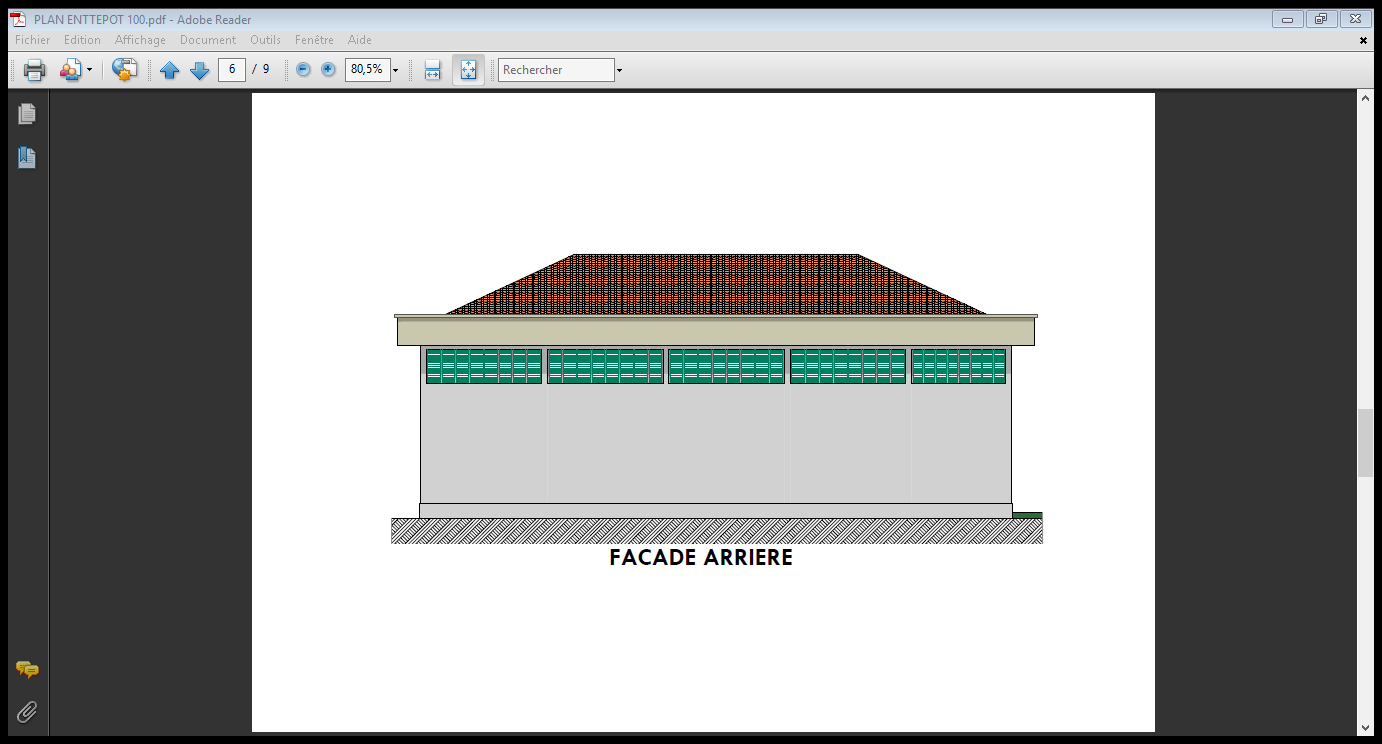 PLAN ENTTEPOT 100.pdf - Adobe Reader
Fichier Edition Affichage Document Outils Fenêtre Aide
6 / 9 80,5% Rechercher
FACADE ARRIERE